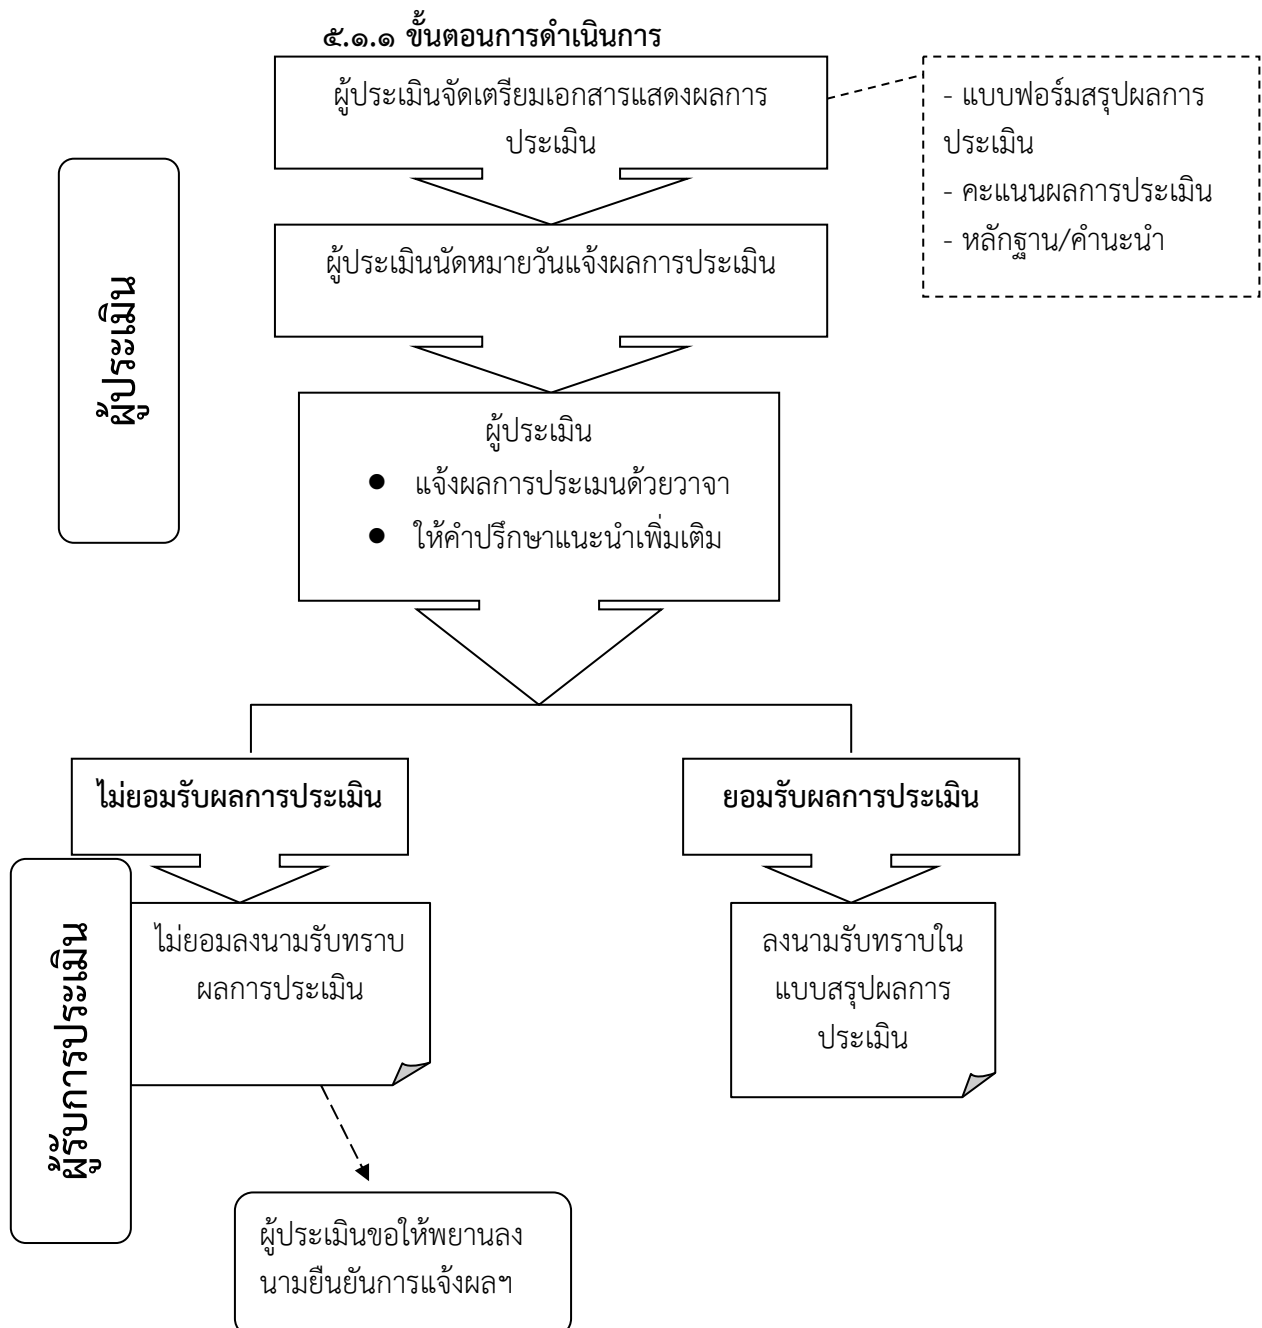 ๕.๑.๑ ขั้นตอนการดำเนินการ
ผู้ประเมินจัดเตรียมเอกสารแสดงผลการ
ประเมิน
- แบบฟอร์มสรุปผลการ
ประเมิน
- คะแนนผลการประเมิน
- หลักฐาน/คำนะนำ
ผู้ประเมินนัดหมายวันแจ้งผลการประเมิน
ผู้ประเมิน
ผู้ประเมิน
● แจ้งผลการประเมนด้วยวาจา
● ให้คำปรึกษาแนะนำเพิ่มเติม
ไม่ยอมรับผลการประเมิน
ยอมรับผลการประเมิน
ผู้รับการประเมิน
ไม่ยอมลงนามรับทราบ
ผลการประเมิน
ลงนามรับทราบใน
แบบสรุปผลการ
ประเมิน
ผู้ประเมินขอให้พยานลง
นามยืนยันการแจ้งผลฯ